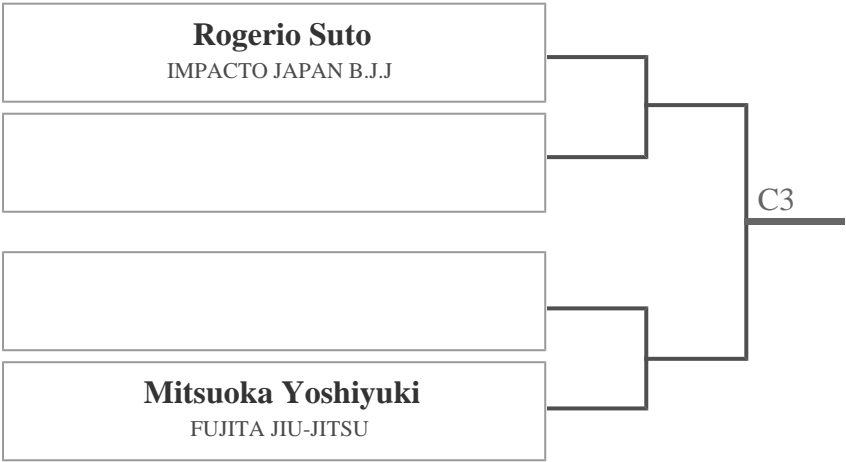 Rogerio Suto
IMPACTO JAPAN B.J.J
C3
Mitsuoka Yoshiyuki
FUJITA JIU-JITSU